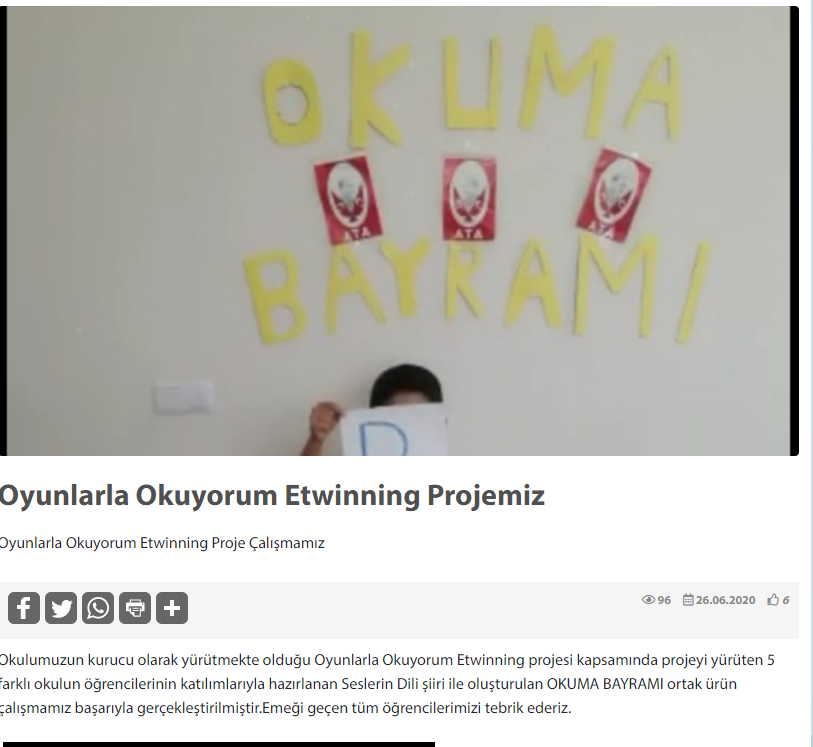 OKUMA
ATA ATA ATA
BAYRAMI
Oyunlarla Okuyorum Etwinning Projemiz
Oyunlarla Okuyorum Etwinning Proje Çalışmamız
96 26.06.2020 6
Okulumuzun kurucu olarak yürütmekte olduğu Oyunlarla Okuyorum Etwinning projesi kapsamında projeyi yürüten 5
farklı okulun öğrencilerinin katılımlarıyla hazırlanan Seslerin Dili şiiri ile oluşturulan OKUMA BAYRAMI ortak ürün
çalışmamız başarıyla gerçekleştirilmiştir.Emeği geçen tüm öğrencilerimizi tebrik ederiz.